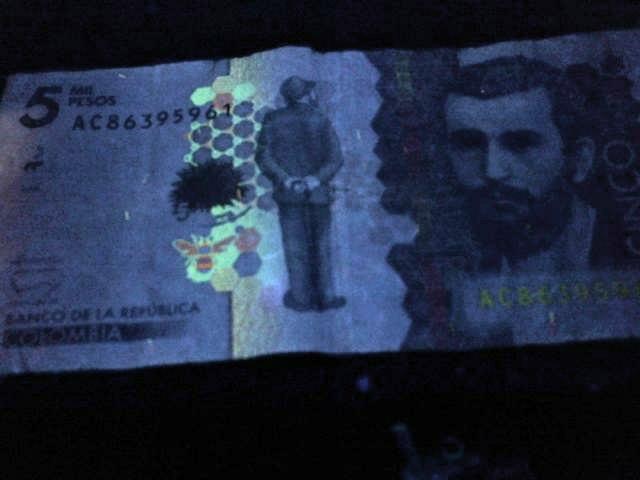 5 MIL
PESOS
AC86395961
BANCO DE LA REPÚBLICA
COLOMBIA
AC863959